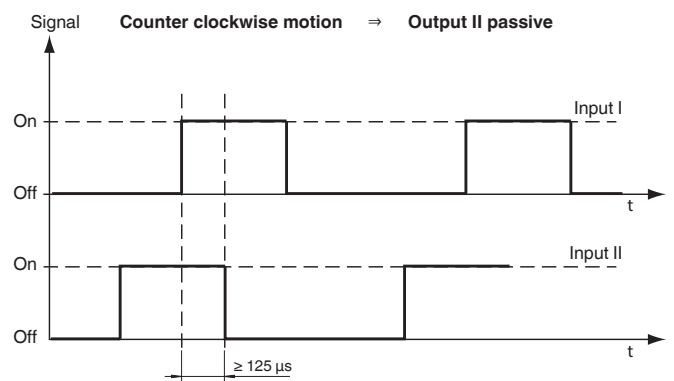 Signal Counter clockwise motion ⇒ Output II passive
Input I
On
Off
t
Input II
On
Off
t
≥ 125 µs